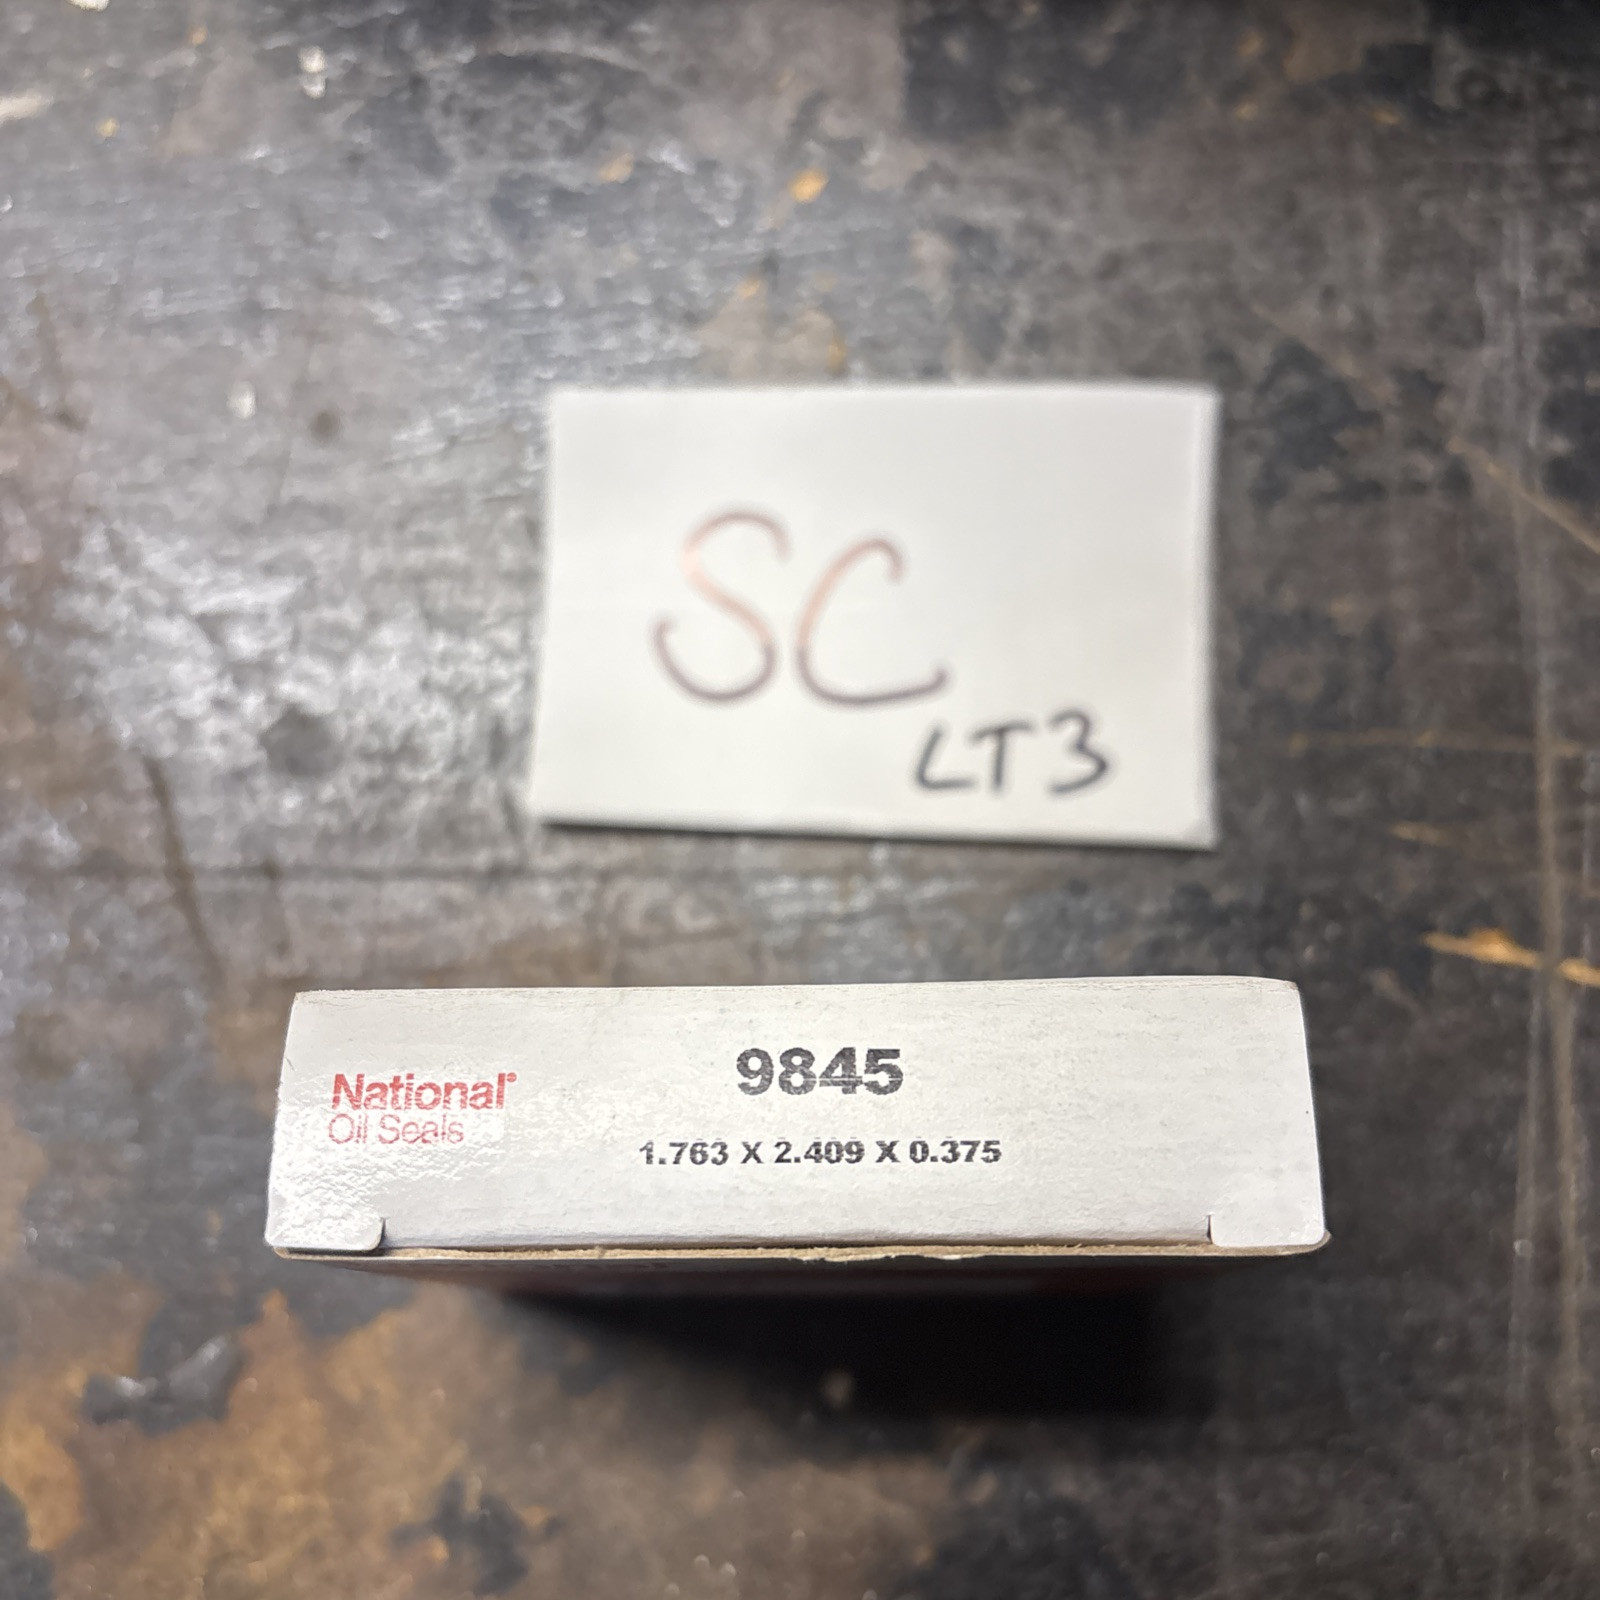 SC
LT3
National®
Oil Seals
9845
1.763 X 2.409 X 0.375